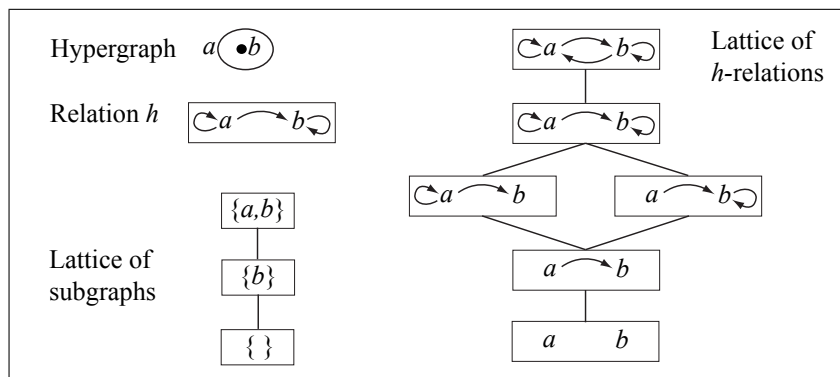 Hypergraph a b
Relation h a b
{a,b}
Lattice of
subgraphs
{b}
{ }
Lattice of
h-relations
a b
a b
a b a b
a b
a b